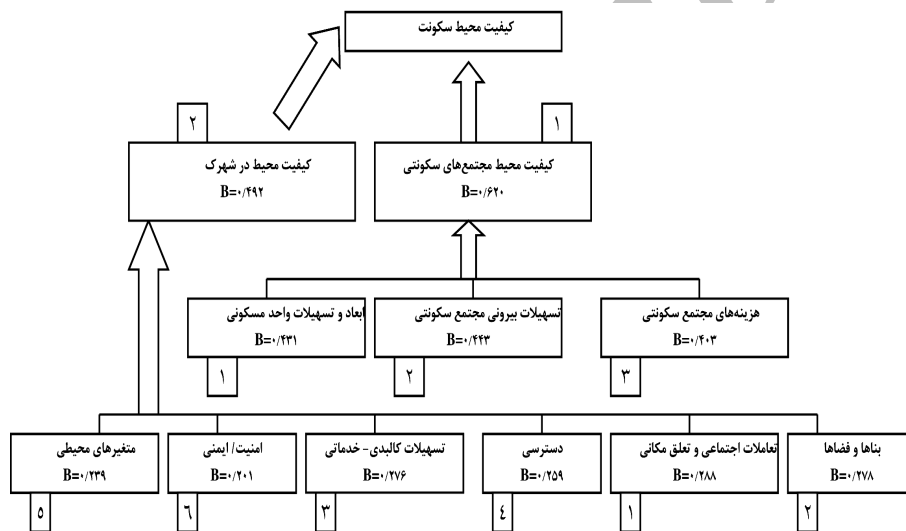 کیفیت محیط سکونت
۱
کیفیت محیط مجتمع‌های سکونتی
B=۰/۶۲۰
۲
کیفیت محیط در شهرک
B=۰/۴۹۲
هزینه‌های مجتمع سکونتی
B=۰/۴۰۳
۳
تسهیلات بیرونی مجتمع سکونتی
B=۰/۴۴۳
۲
ابعاد و تسهیلات واحد مسکونی
B=۰/۴۳۱
۱
بناها و فضاها
B=۰/۲۷۸
۲
تعاملات اجتماعی و تعلق مکانی
B=۰/۲۸۸
۱
دسترسی
B=۰/۲۵۹
۴
تسهیلات کالبدی- خدماتی
B=۰/۲۷۶
۳
امنیت/ ایمنی
B=۰/۲۰۱
۶
متغیرهای محیطی
B=۰/۲۳۹
۵